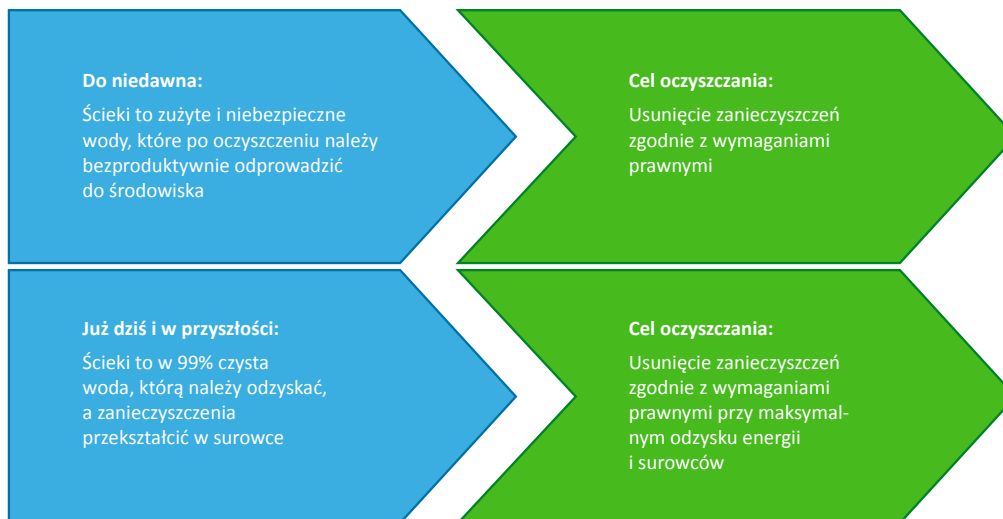 Do niedawna:
Ścieki to zużyte i niebezpieczne
wody, które po oczyszczeniu należy
bezproduktywnie odprowadzić
do środowiska
Cel oczyszczania:
Usunięcie zanieczyszczeń
zgodnie z wymaganiami
prawnymi
Już dziś i w przyszłości:
Ścieki to w 99% czysta
woda, którą należy odzyskać,
a zanieczyszczenia
przekształcić w surowce
Cel oczyszczania:
Usunięcie zanieczyszczeń
zgodnie z wymaganiami
prawnymi przy maksymal-
nym odzysku energii
i surowców